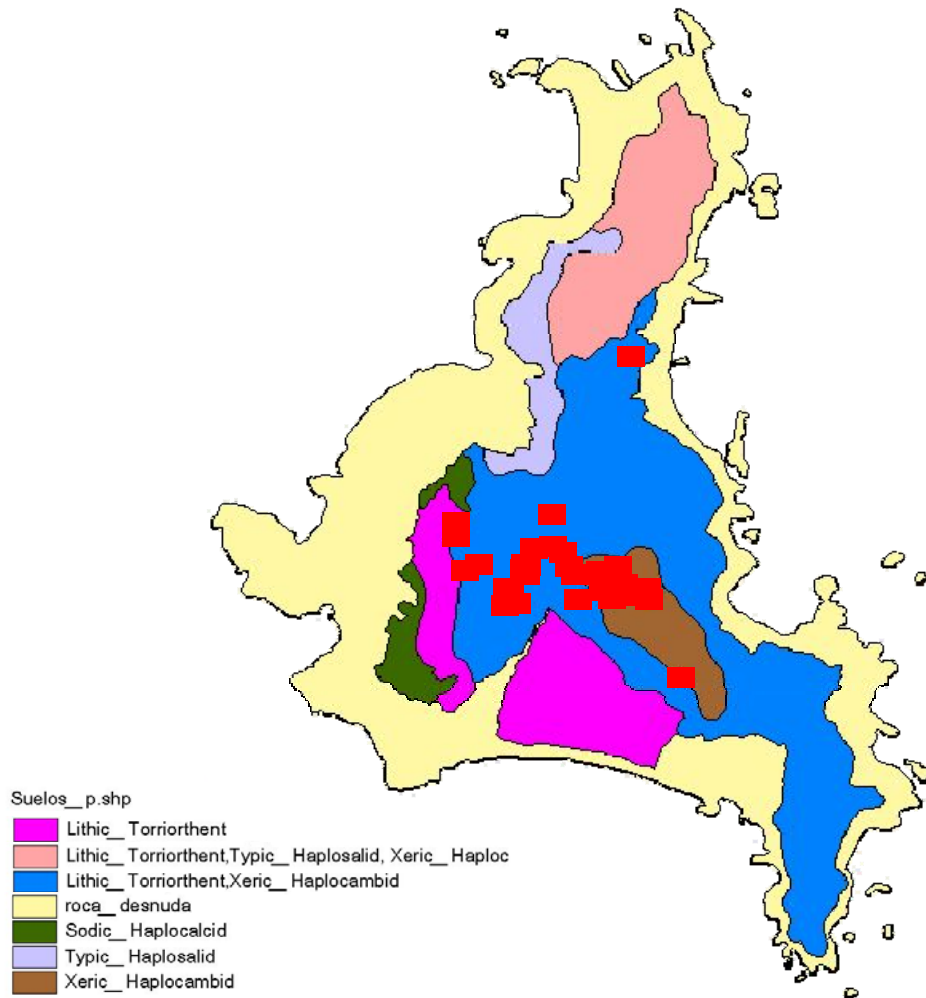 Suelos__p.shp
Lithic__Torriorthent
Lithic__Torriorthent,Typic__Haplosalid, Xeric__Haploc
Lithic__Torriorthent,Xeric__Haplocambid
roca__desnuda
Sodic__Haplocalcid
Typic__Haplosalid
Xeric__Haplocambid